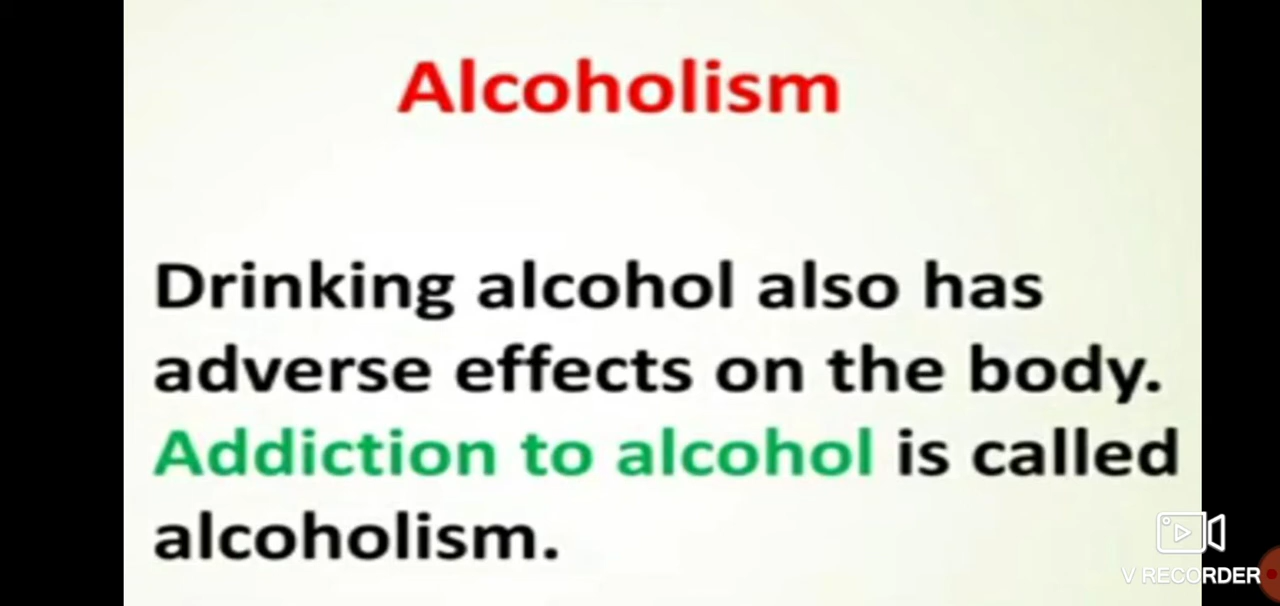 Alcoholism
Drinking alcohol also has
adverse effects on the body.
Addiction to alcohol is called
alcoholism.
V RECORDER